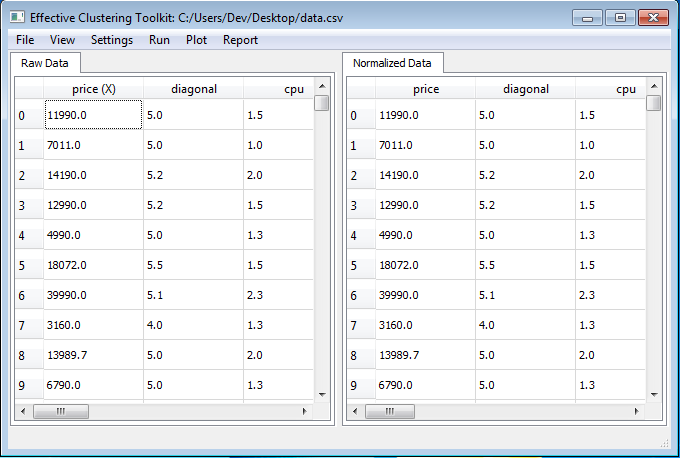 Effective Clustering Toolkit: C:/Users/Dev/Desktop/data.csv
File View Settings Run Plot Report
Raw Data Normalized Data
price (X) diagonal cpu price diagonal cpu
0 11990.0 5.0 1.5 0 11990.0 5.0 1.5
1 7011.0 5.0 1.0 1 7011.0 5.0 1.0
2 14190.0 5.2 2.0 2 14190.0 5.2 2.0
3 12990.0 5.2 1.5 3 12990.0 5.2 1.5
4 4990.0 5.0 1.3 4 4990.0 5.0 1.3
5 18072.0 5.5 1.5 5 18072.0 5.5 1.5
6 39990.0 5.1 2.3 6 39990.0 5.1 2.3
7 3160.0 4.0 1.3 7 3160.0 4.0 1.3
8 13989.7 5.0 2.0 8 13989.7 5.0 2.0
9 6790.0 5.0 1.3 9 6790.0 5.0 1.3